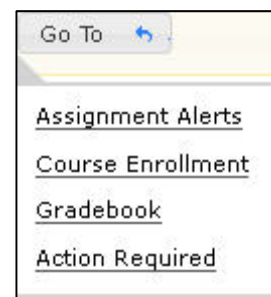 Go To
Assignment Alerts
Course Enrollment
Gradebook
Action Required